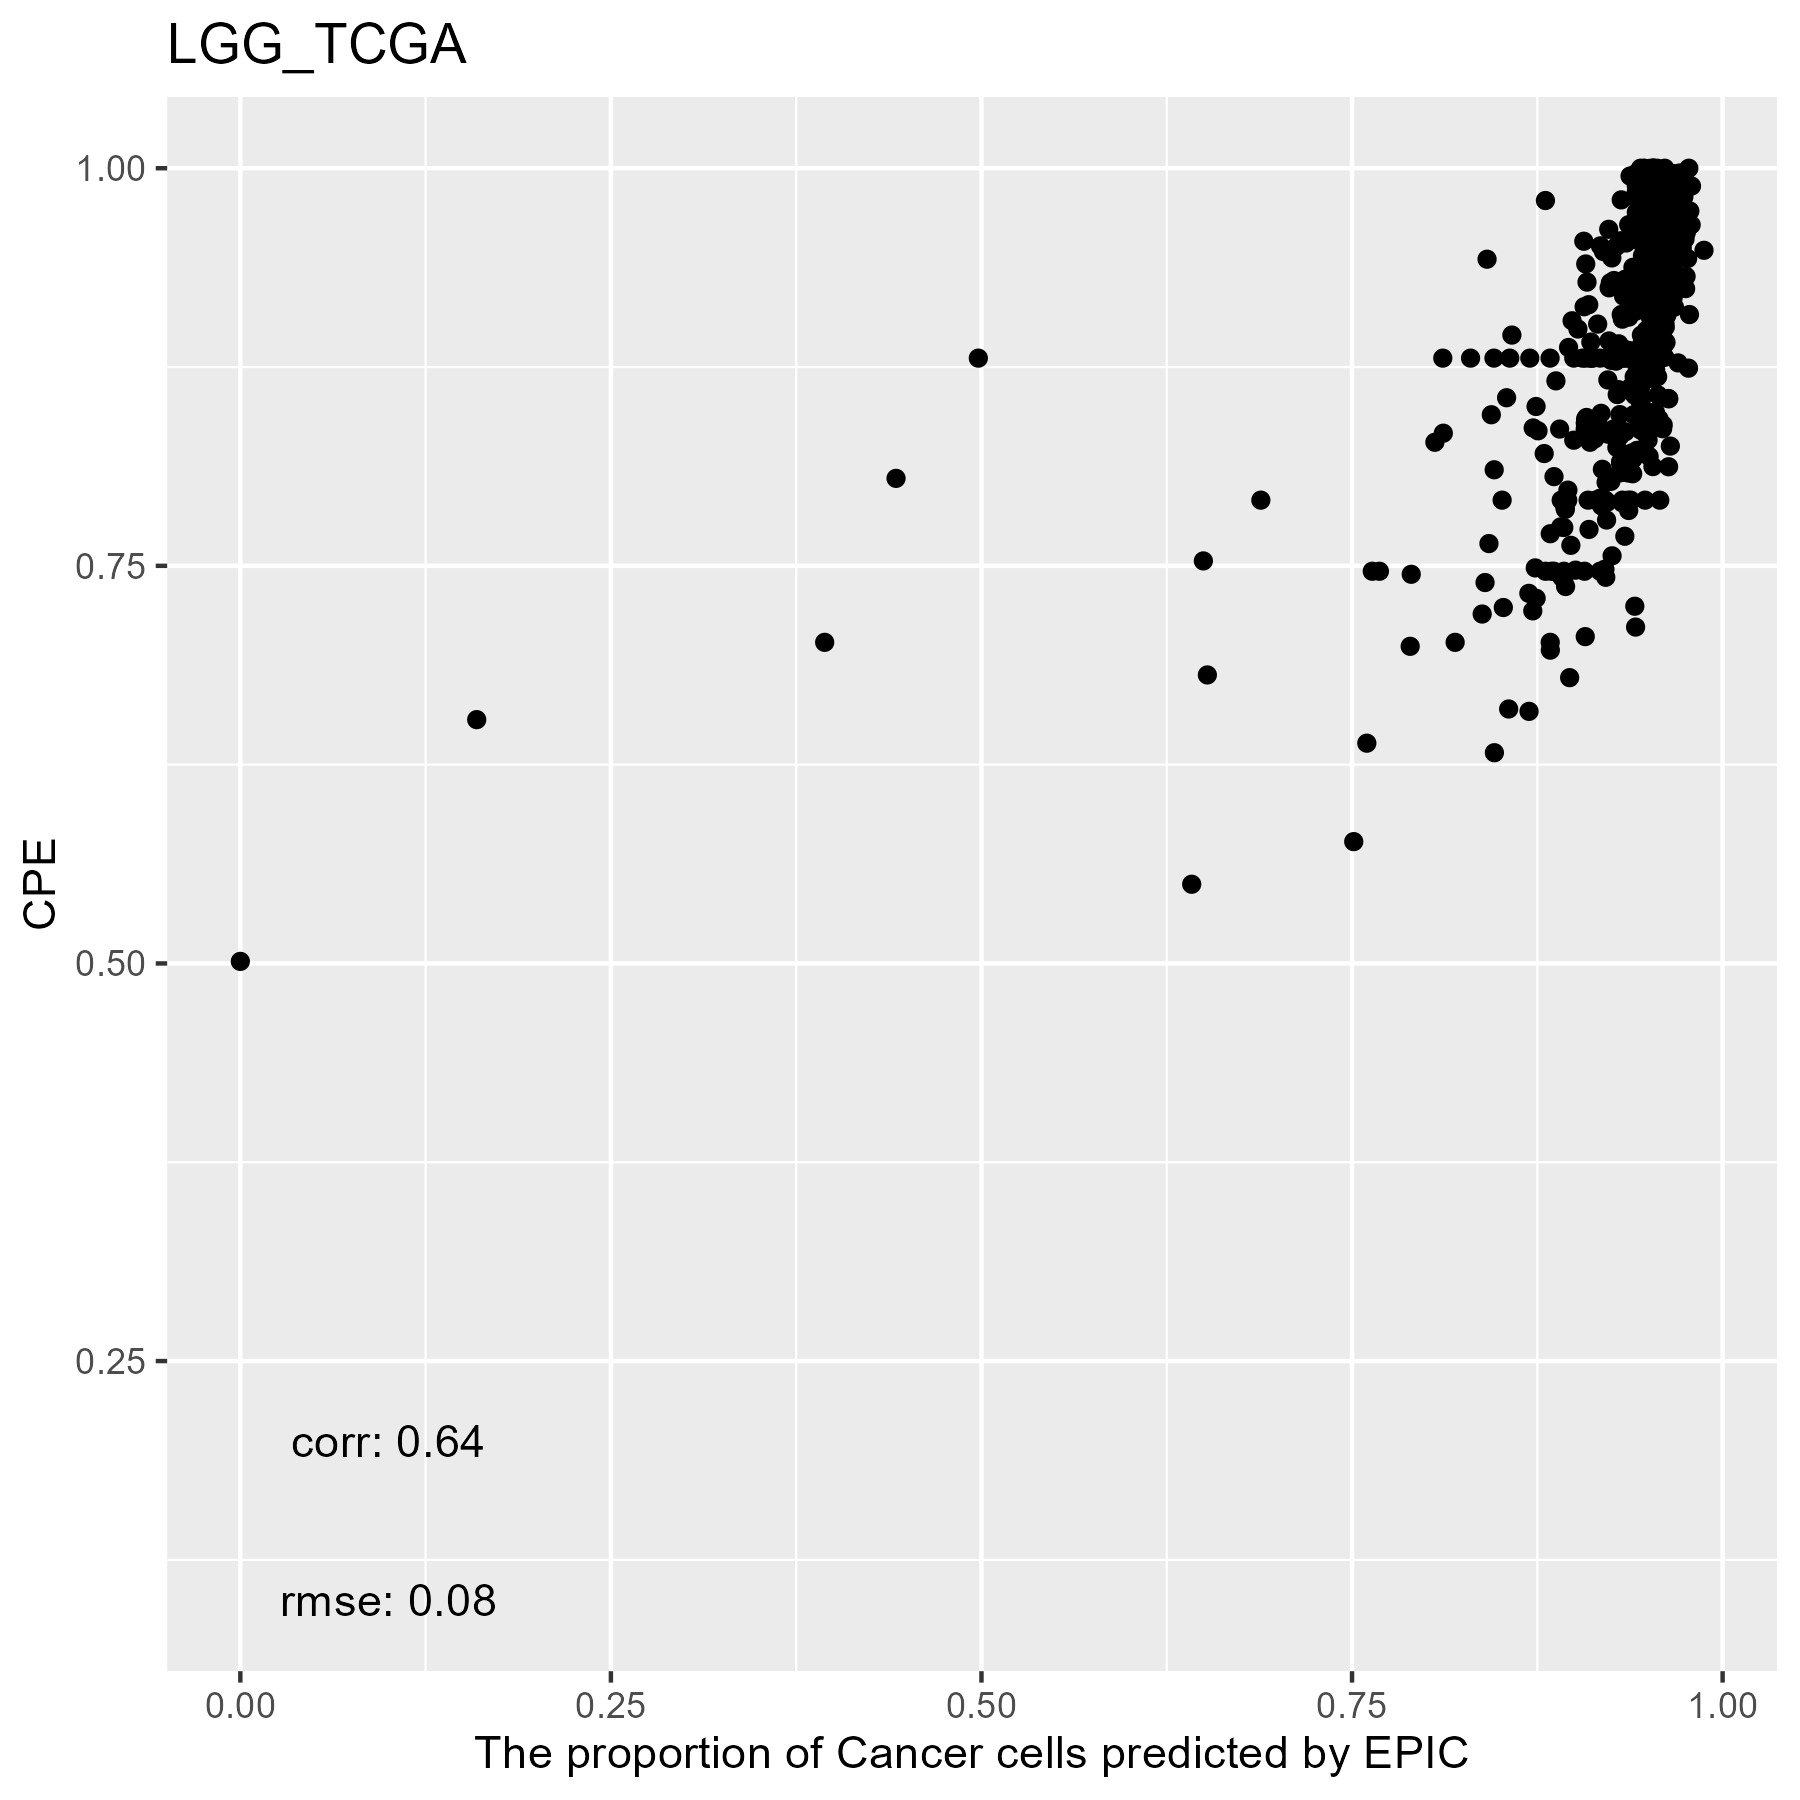 LGG_TCGA
CPE
1.00
0.75
0.50
0.25
corr: 0.64
rmse: 0.08
0.00 0.25 0.50 0.75 1.00
The proportion of Cancer cells predicted by EPIC